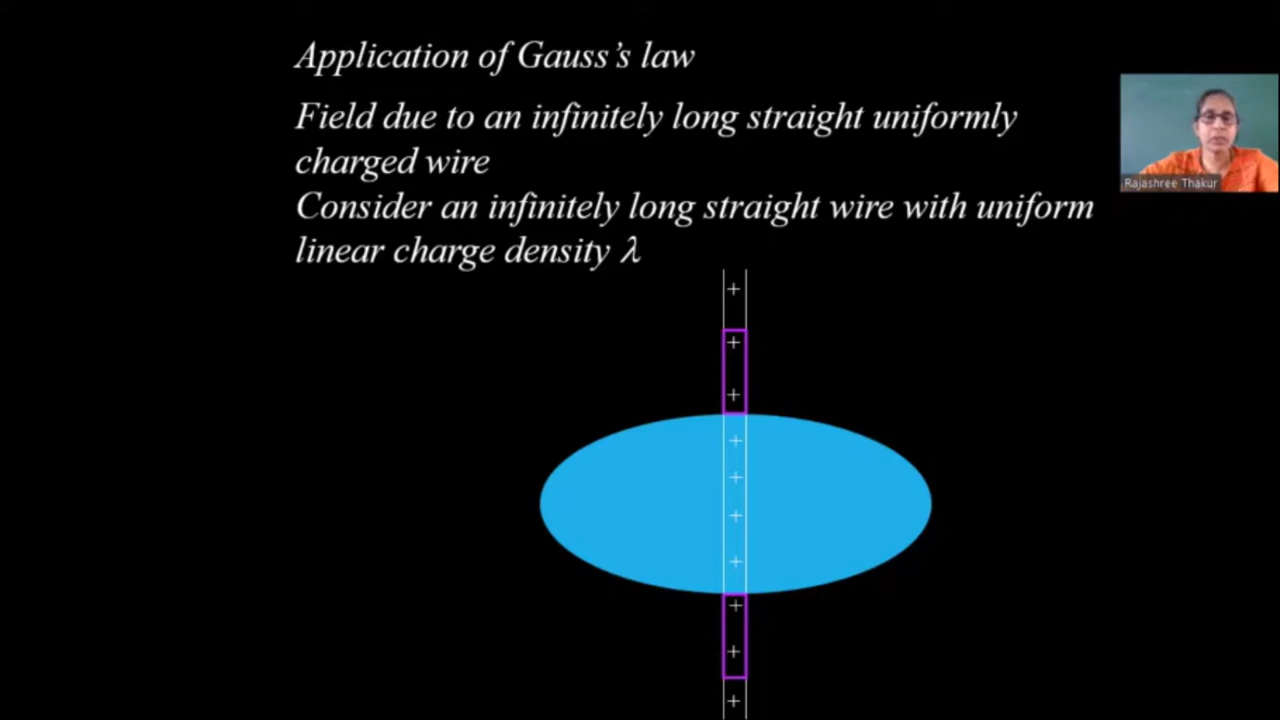 Application of Gauss's law
Field due to an infinitely long straight uniformly
charged wire
Rajashree Thakur
Consider an infinitely long straight wire with uniform
linear charge density λ
+
+
+
+
+
+
+
+
+
+